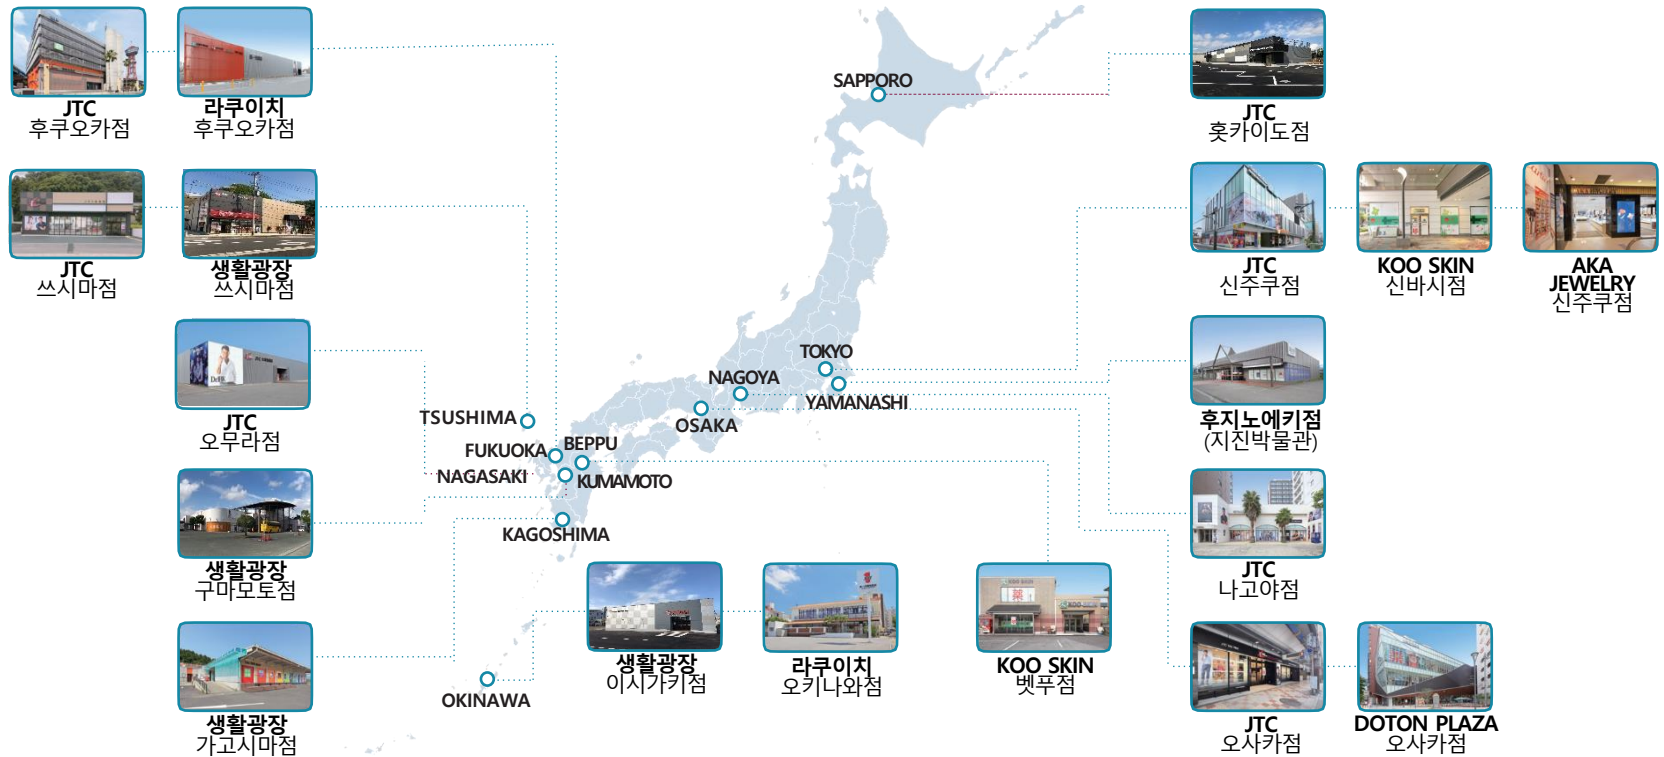 JTC
후쿠오카점
라쿠이치
후쿠오카점
JTC
쓰시마점
생활광장
쓰시마점
JTC
오무라점
생활광장
구마모토점
생활광장
가고시마점
SAPPORO
TOKYO
NAGOYA
YAMANASHI
OSAKA
TSUSHIMA
FUKUOKA
BEPPU
NAGASAKI
KUMAMOTO
KAGOSHIMA
OKINAWA
생활광장
이시가키점
라쿠이치
오키나와점
薬
KOO SKIN
KOO SKIN
벳푸점
JTC
홋카이도점
JTC
신주쿠점
KOO SKIN
신바시점
AKA
JEWELRY
신주쿠점
후지노에키점
(지진박물관)
JTC
나고야점
JTC
오사카점
DOTON PLAZA
오사카점